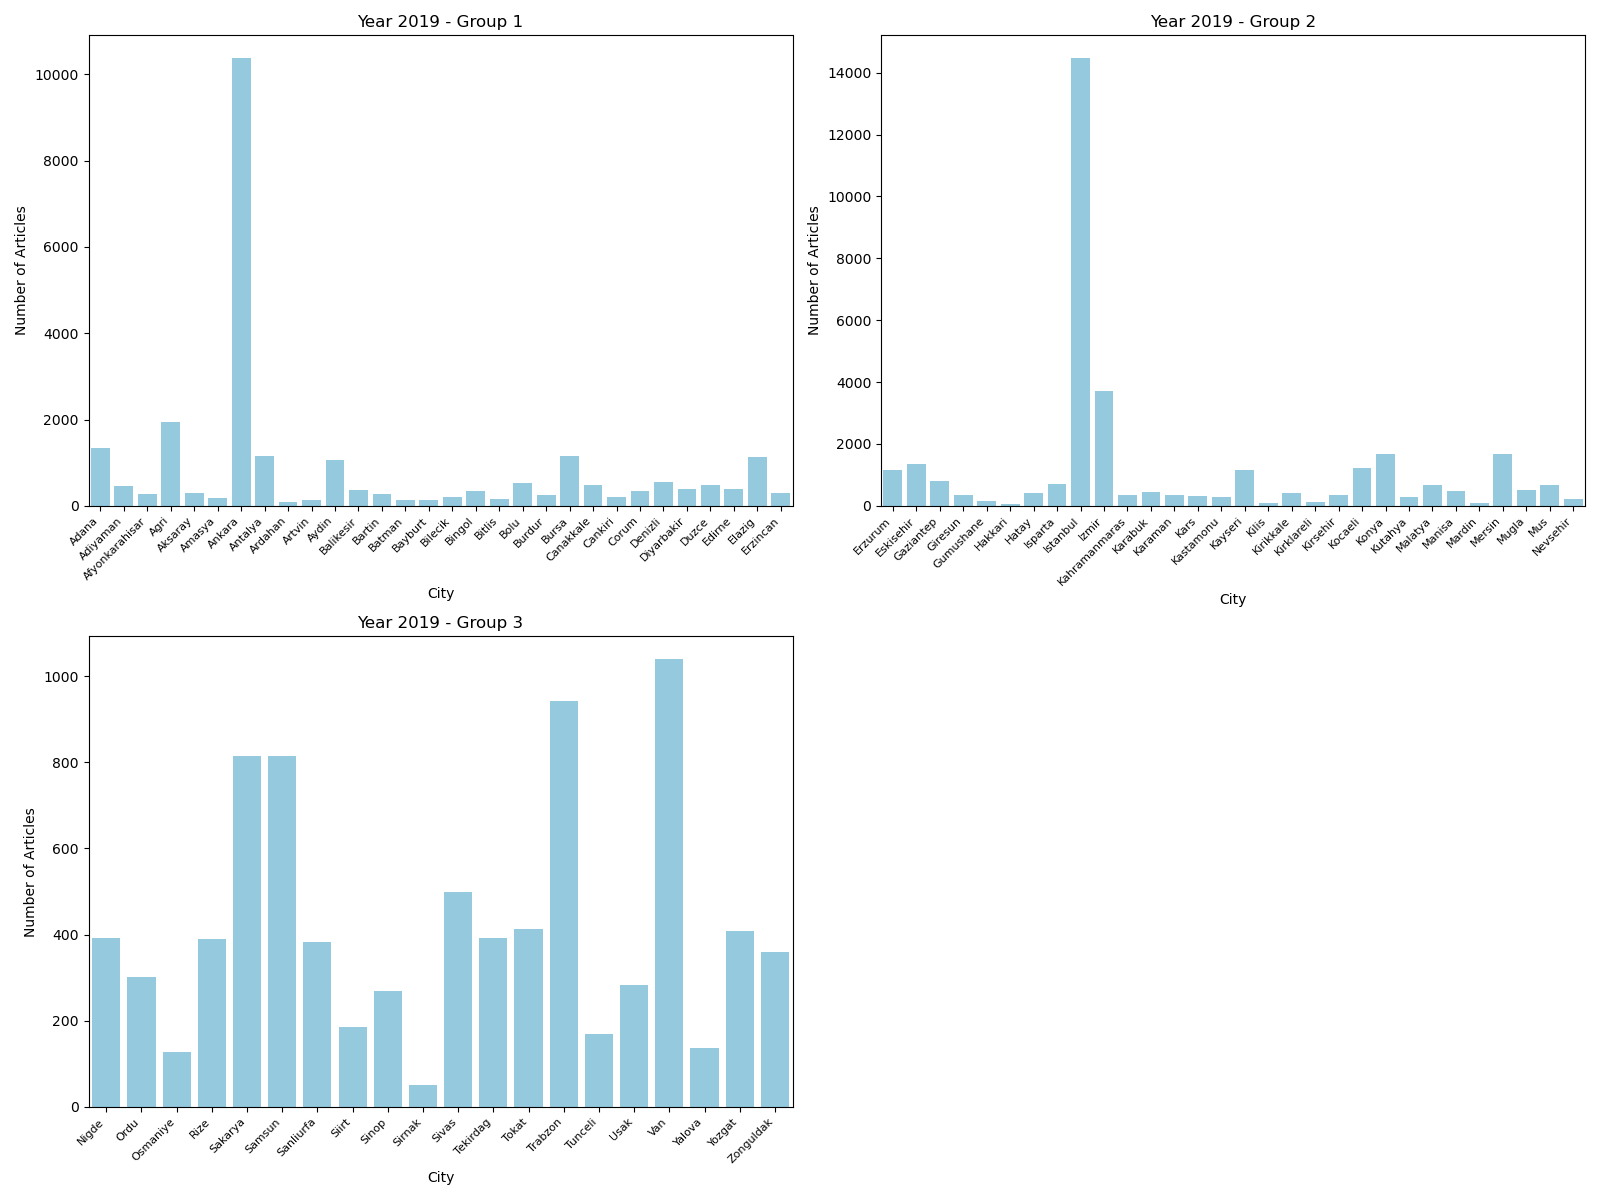 Year 2019 - Group 1
Number of Articles
10000
8000
6000
4000
2000
0
Adana
Adiyaman
Afyonkarahisar
Agri
Aksaray
Amasya
Ankara
Antalya
Ardahan
Artvin
Aydin
Balikesir
Bartin
Batman
Bayburt
Bilecik
Bingol
Bitlis
Bolu
Burdur
Bursa
Canakkale
Cankiri
Corum
Denizli
Diyarbakir
Duzce
Edirne
Elazig
Erzincan
City
Year 2019 - Group 2
Number of Articles
14000
12000
10000
8000
6000
4000
2000
0
Erzurum
Eskisehir
Gaziantep
Giresun
Gumushane
Hakkari
Hatay
Isparta
Istanbul
Izmir
Kahramanmaras
Karabuk
Karaman
Kars
Kastamonu
Kayseri
Kilis
Kirikkale
Kirklareli
Kirsehir
Kocaeli
Konya
Kutahya
Malatya
Manisa
Mardin
Mersin
Mugla
Mus
Nevsehir
City
Year 2019 - Group 3
Number of Articles
1000
800
600
400
200
0
Nigde
Ordu
Osmaniye
Rize
Sakarya
Samsun
Sanliurfa
Siirt
Sinop
Sirnak
Sivas
Tekirdag
Tokat
Trabzon
Tunceli
Usak
Van
Yalova
Yozgat
Zonguldak
City